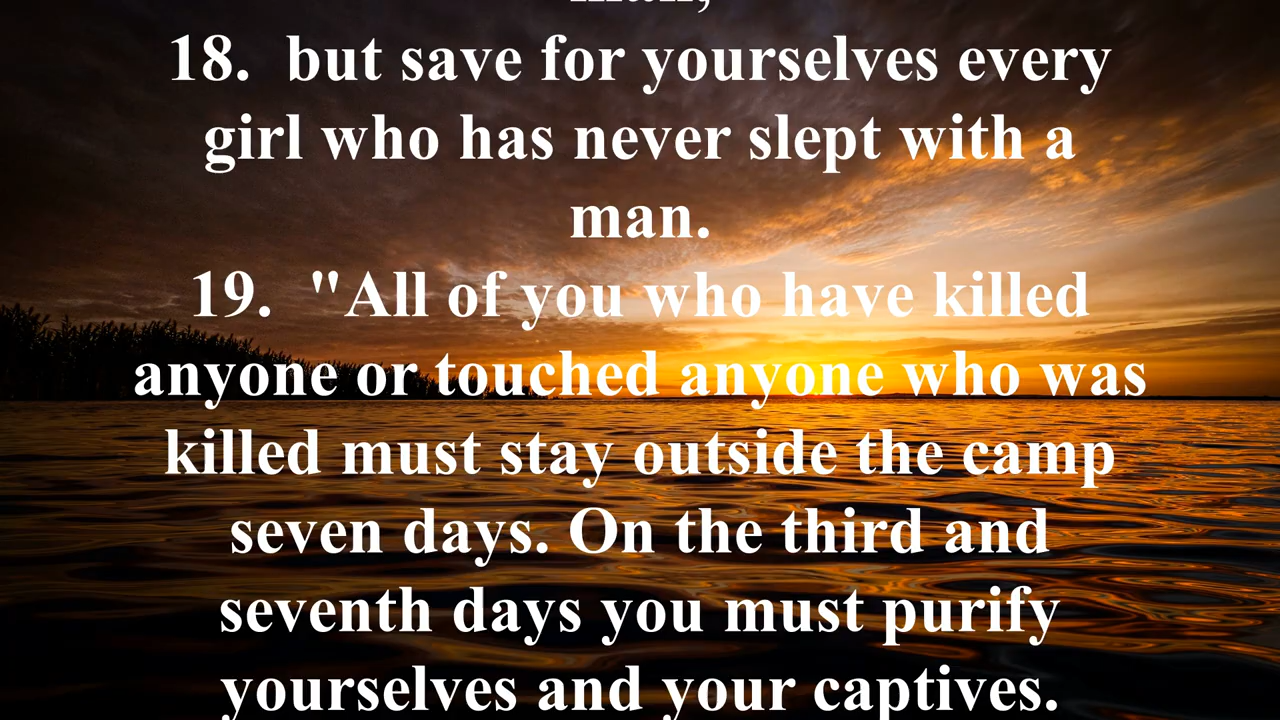 18. but save for yourselves every
girl who has never slept with a
man.
19. "All of you who have killed
anyone or touched anyone who was
killed must stay outside the camp
seven days. On the third and
seventh days you must purify
yourselves and your captives.